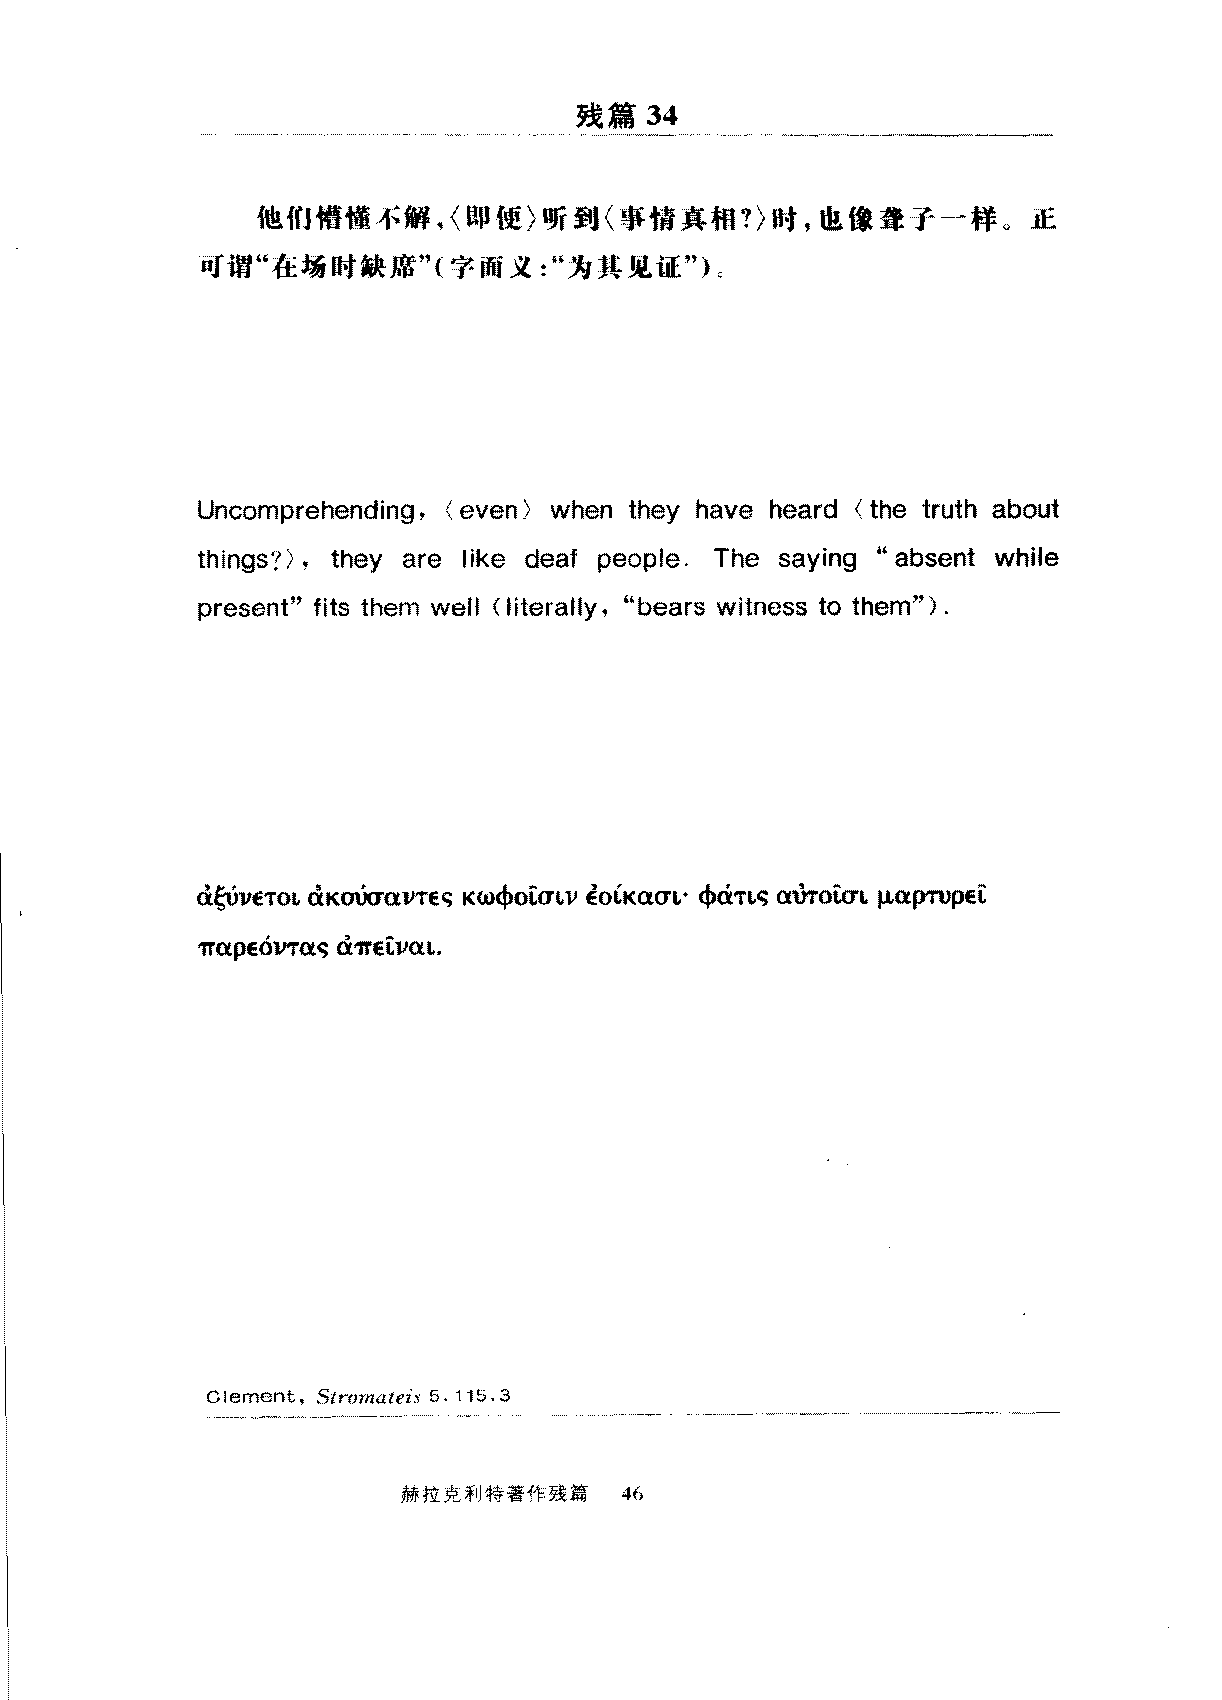 残篇 34
他们懵懂不解,〈即便〉听到〈事情真相?〉时,也像聋子一样。正
可谓“在场时缺席”(字面义:“为其见证”)。
Uncomprehending, 〈even〉 when they have heard 〈the truth about
things?〉, they are like deaf people. The saying “absent while
present” fits them well (literally, “bears witness to them”).
ἀξύνετοι ἀκούσαντες κωφοῖσιν ἐοίκασι· φάτις αὐτοῖσι μαρτυρεῖ
παρεόντας ἀπεῖναι.
Clement, Stromateis 5.115.3
赫拉克利特著作残篇 46